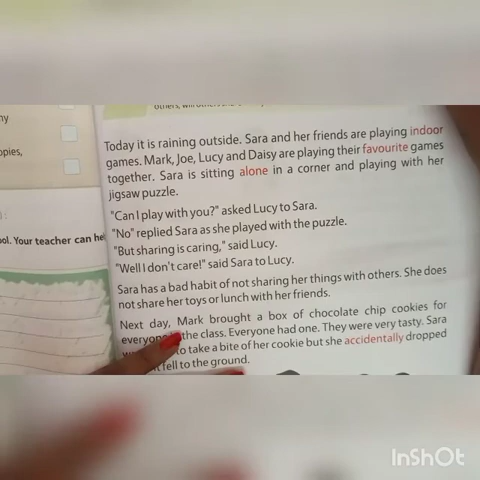 ny
opies,
ool. Your teacher can he
Today it is raining outside. Sara and her friends are playing indoor
games. Mark, Joe, Lucy and Daisy are playing their favourite games
together. Sara is sitting alone in a corner and playing with her
jigsaw puzzle.
"Can I play with you?" asked Lucy to Sara.
"No" replied Sara as she played with the puzzle.
"But sharing is caring," said Lucy.
"Well I don't care!" said Sara to Lucy.
Sara has a bad habit of not sharing her things with others. She does
not share her toys or lunch with her friends.
Next day, Mark brought a box of chocolate chip cookies for
everyone the class. Everyone had one. They were very tasty. Sara
to take a bite of her cookie but she accidentally dropped
fell to the ground.
InShOt